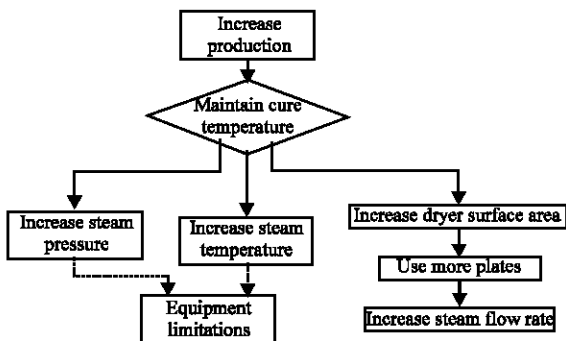 Increase
production
Maintain cure
temperature
Increase steam
pressure
Increase steam
temperature
Increase dryer surface area
Use more plates
Equipment
limitations
Increase steam flow rate